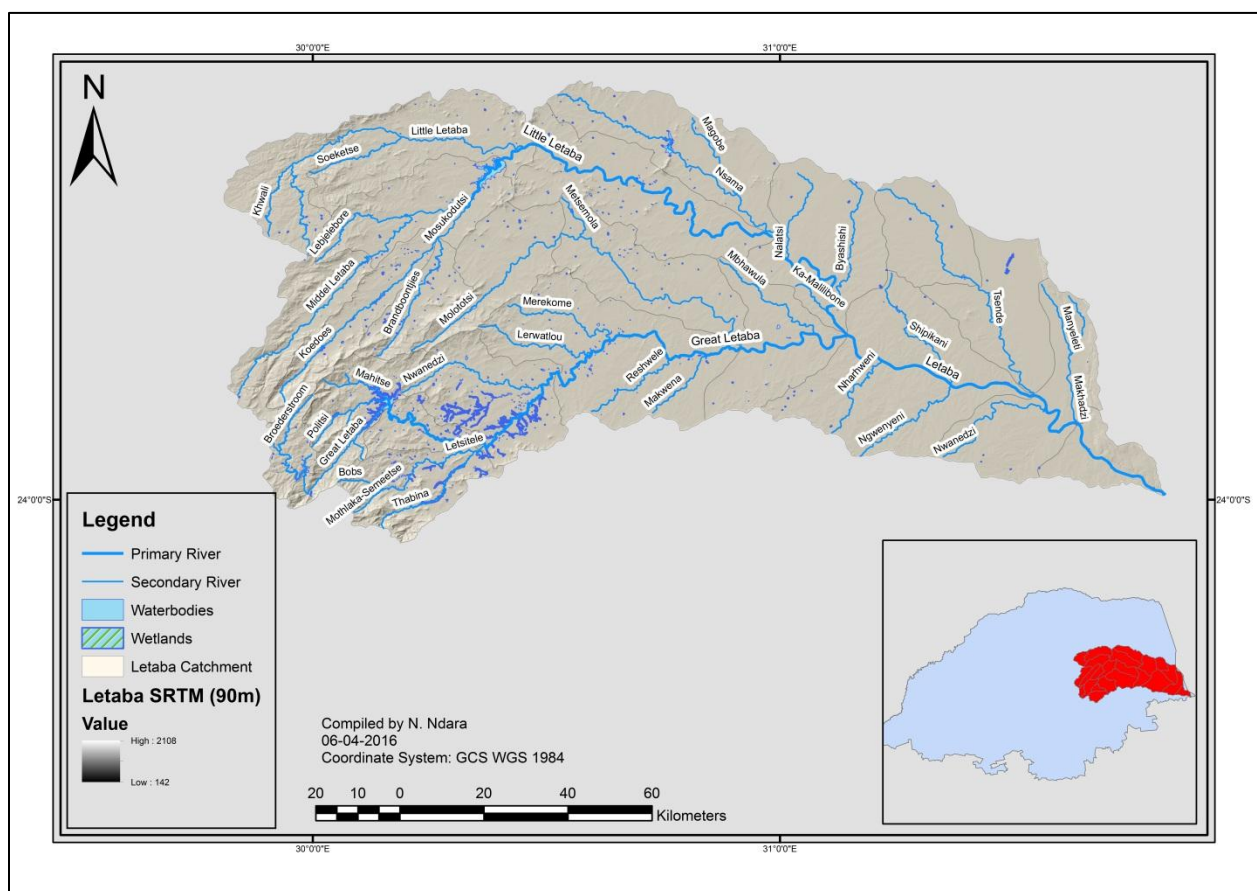 30°0'0"E
31°0'0"E
N
Little Letaba
Soeketse
Khwali
Lebjelebore
Mosukodutsi
Little Letaba
Metsemola
Magobe
Nsama
Nalatsi
Byashishi
Ka-Malilibone
Mbhawula
Middel Letaba
Koedoes
Brandboontjies
Molototsi
Merekome
Lerwatlou
Great Letaba
Reshwele
Makwena
Shipikani
Tsende
Manyeleti
Makhadzi
Letaba
Nharhweni
Ngwenyeni
Nwanedzi
Mahitse
Nwanedzi
Broederstroom
Politsi
Great Letaba
Letsitele
Bobs
Mothlaka-Semeetse
Thabina
24°0'0"S
24°0'0"S
Legend
Primary River
Secondary River
Waterbodies
Wetlands
Letaba Catchment
Letaba SRTM (90m)
Value
High : 2108
Low : 142
Compiled by N. Ndara
06-04-2016
Coordinate System: GCS WGS 1984
20 10 0 20 40 60
Kilometers
30°0'0"E
31°0'0"E